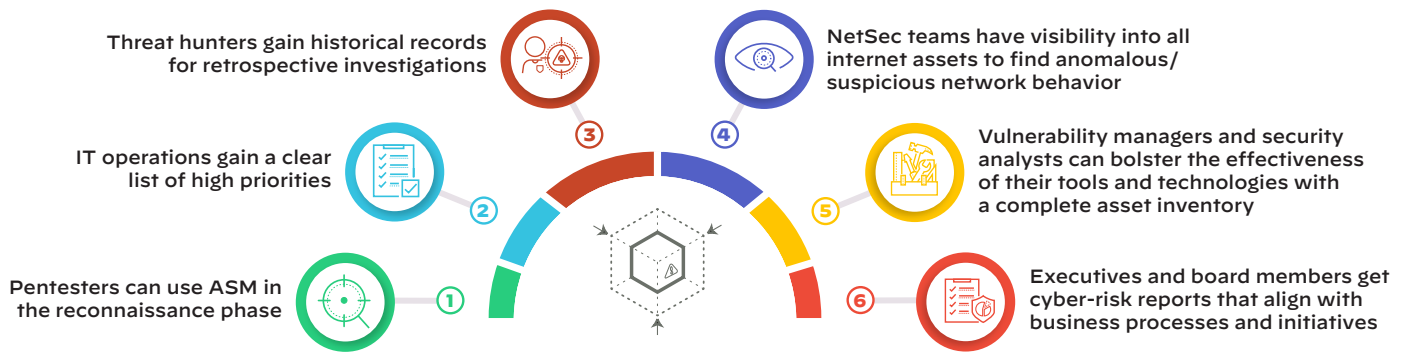 Pentesters can use ASM in
the reconnaissance phase
1
IT operations gain a clear
list of high priorities
2
Threat hunters gain historical records
for retrospective investigations
3
NetSec teams have visibility into all
internet assets to find anomalous/
suspicious network behavior
4
Vulnerability managers and security
analysts can bolster the effectiveness
of their tools and technologies with
a complete asset inventory
5
Executives and board members get
cyber-risk reports that align with
business processes and initiatives
6